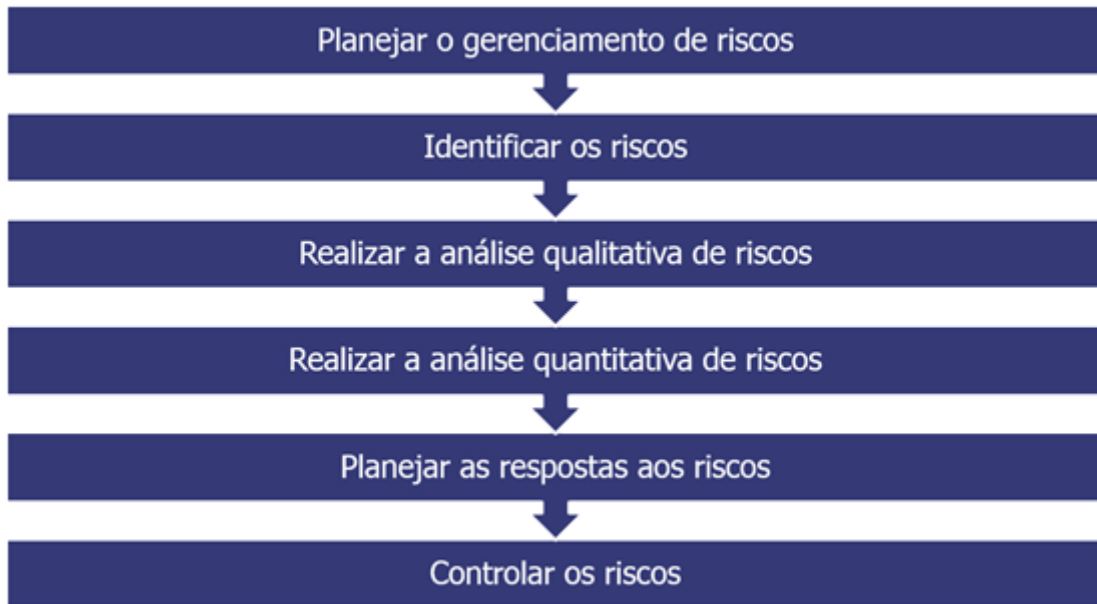 Planejar o gerenciamento de riscos
Identificar os riscos
Realizar a análise qualitativa de riscos
Realizar a análise quantitativa de riscos
Planejar as respostas aos riscos
Controlar os riscos